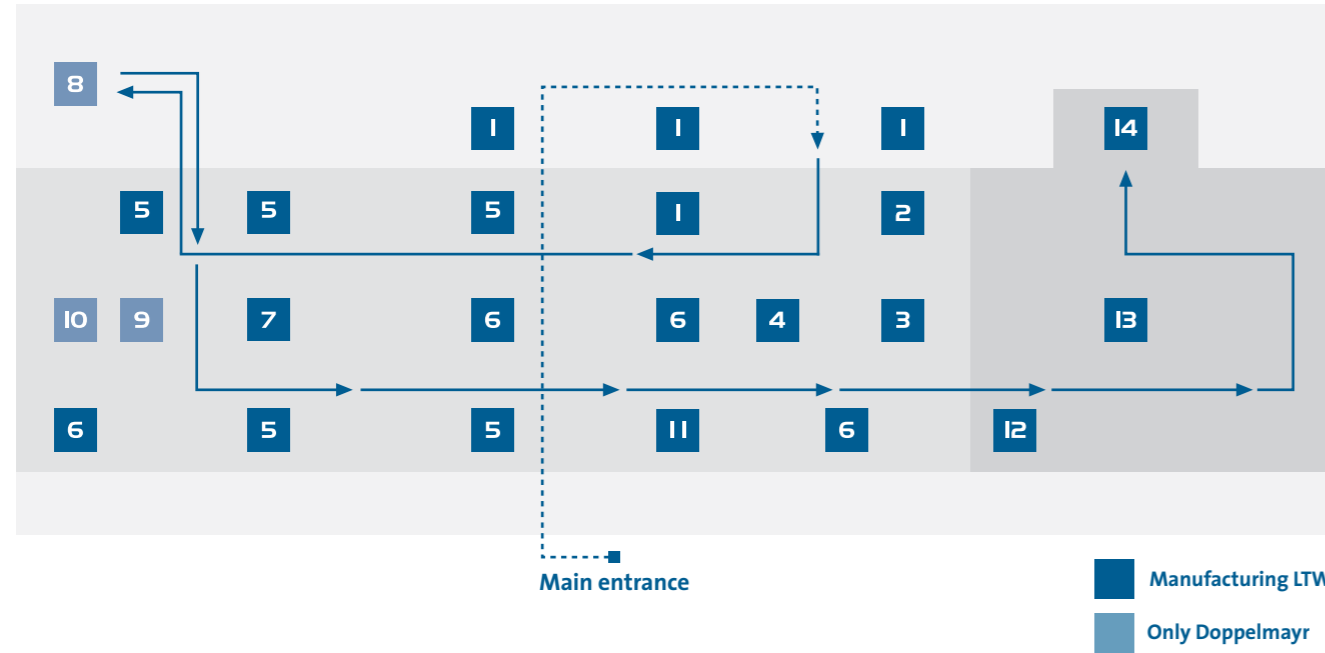 8
1 1 1 14
5 5 5 1 2
10 9 7 6 6 4 3 13
6 5 5 11 6 12
Main entrance
Manufacturing LTW
Only Doppelmayr